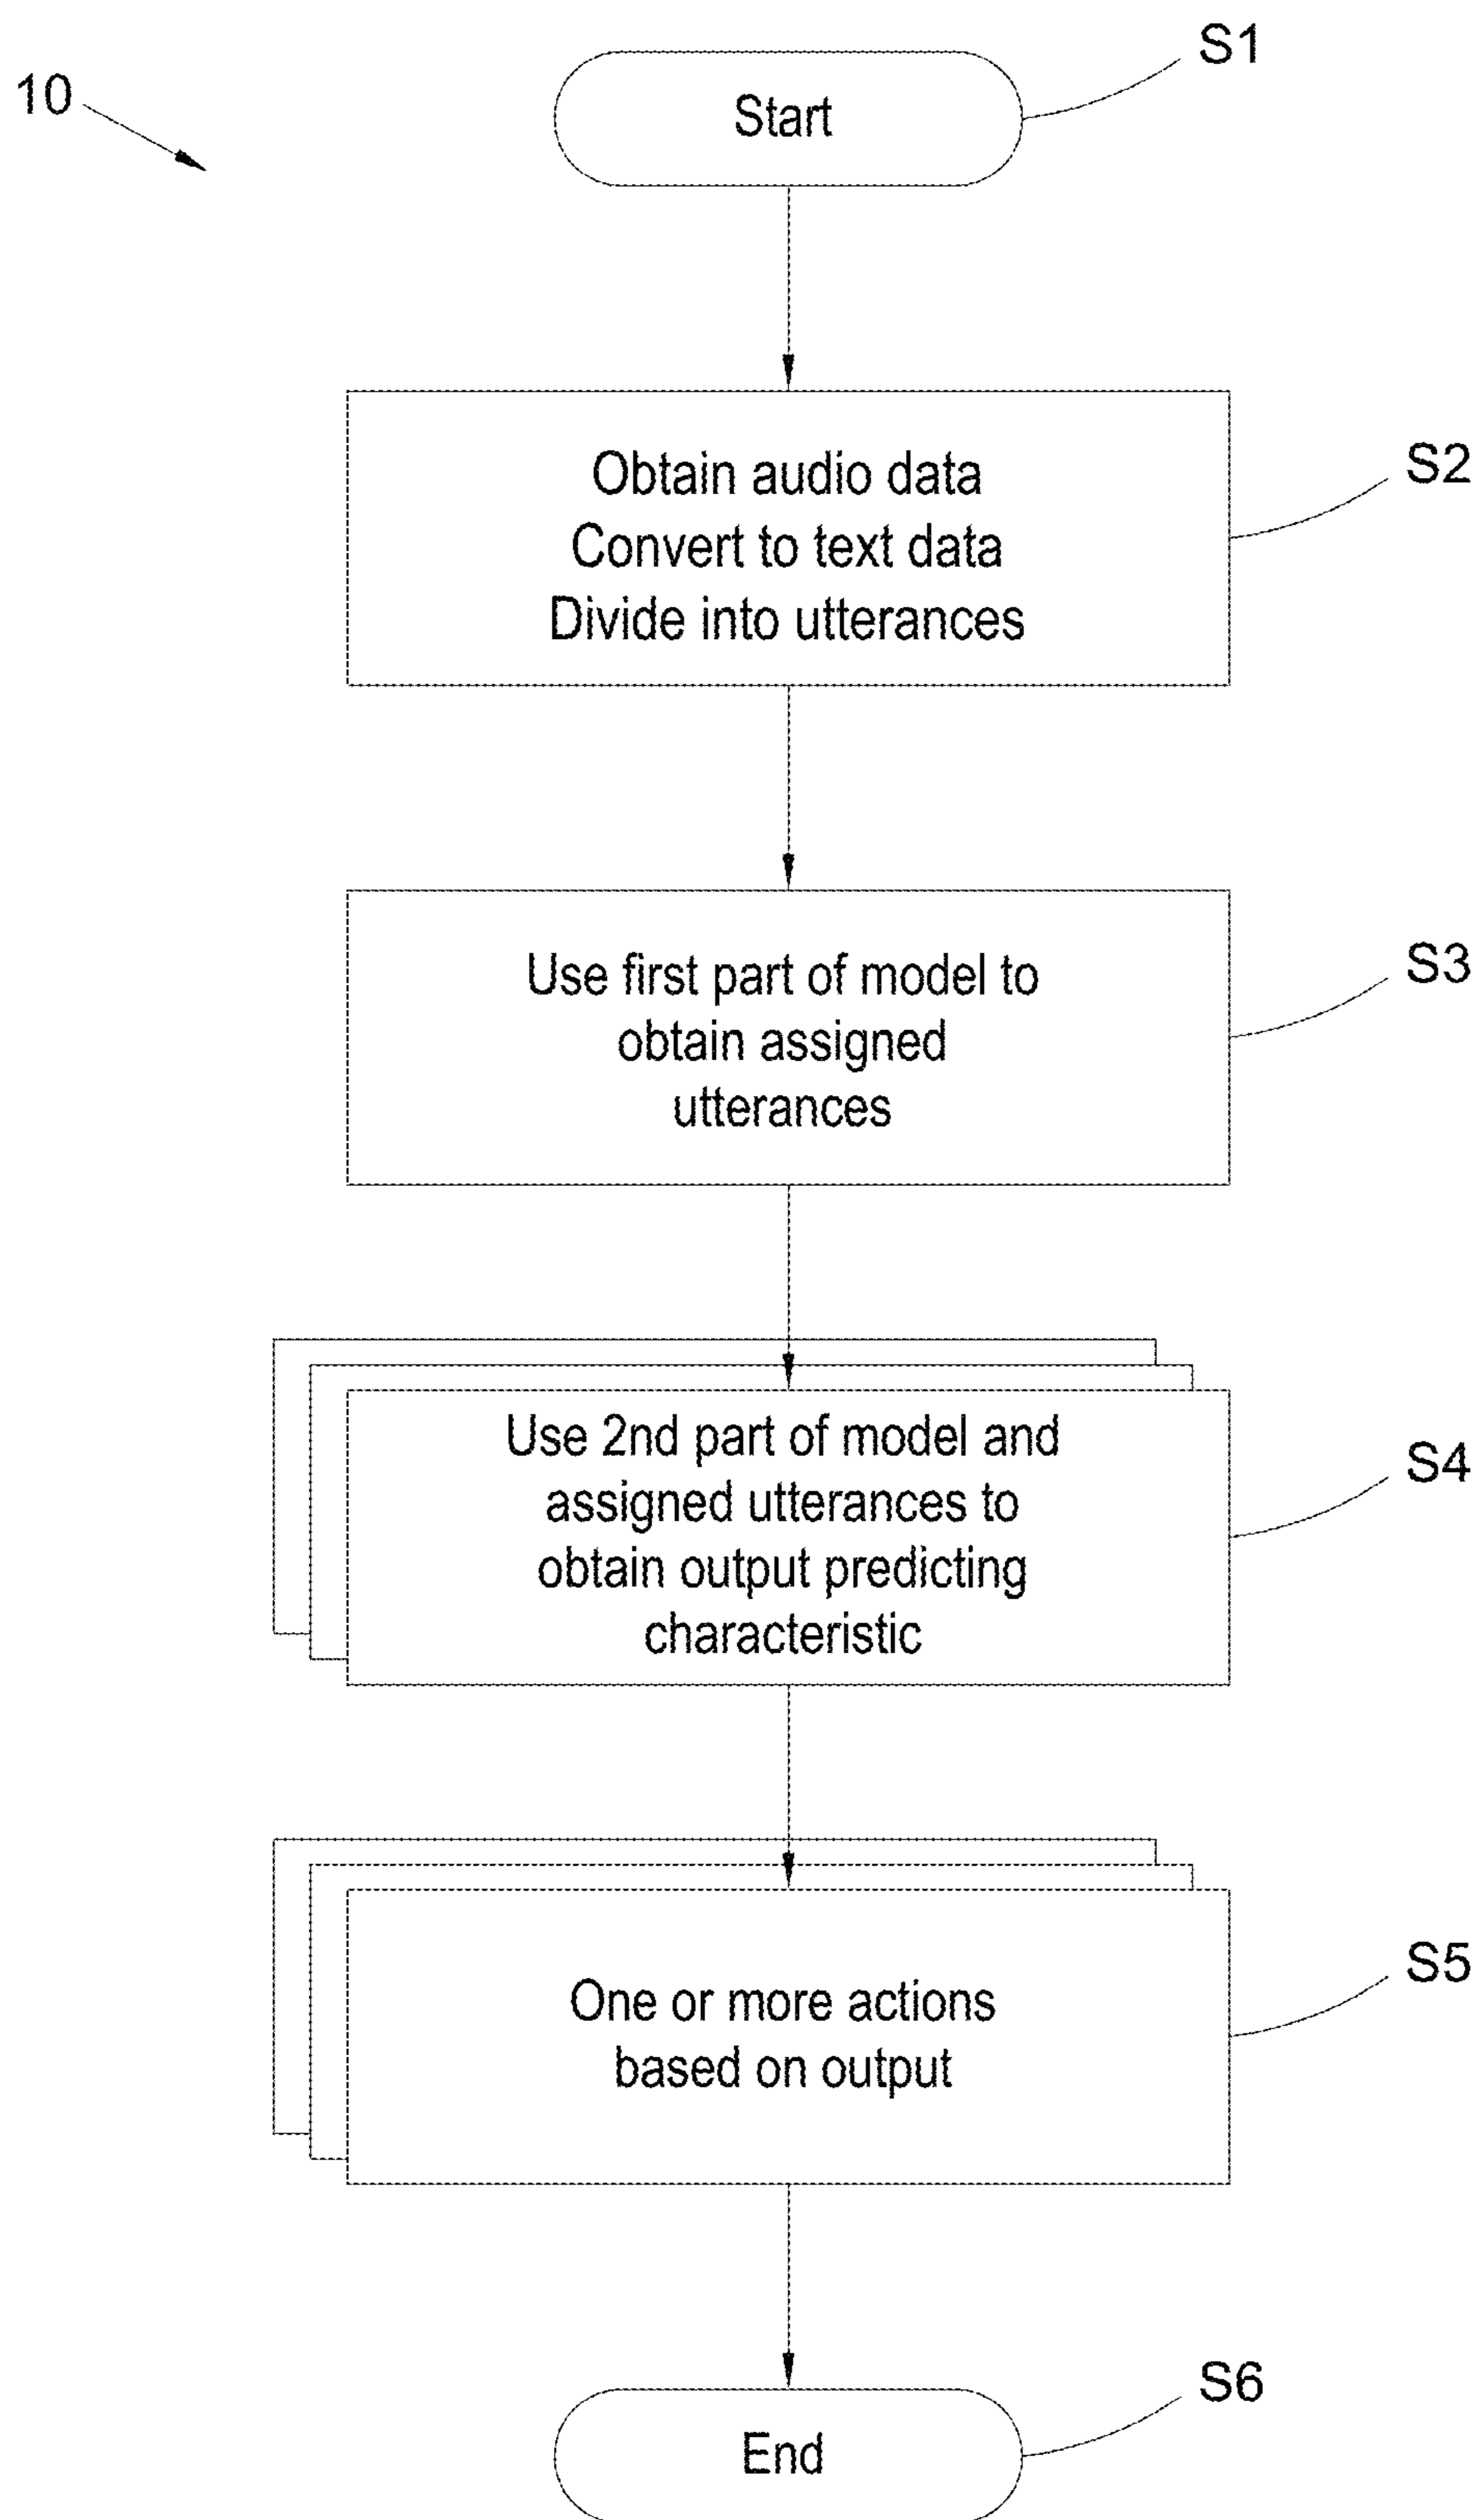 10
Start
S1
Obtain audio data
Convert to text data
Divide into utterances
S2
Use first part of model to
obtain assigned
utterances
S3
Use 2nd part of model and
assigned utterances to
obtain output predicting
characteristic
S4
One or more actions
based on output
S5
End
S6